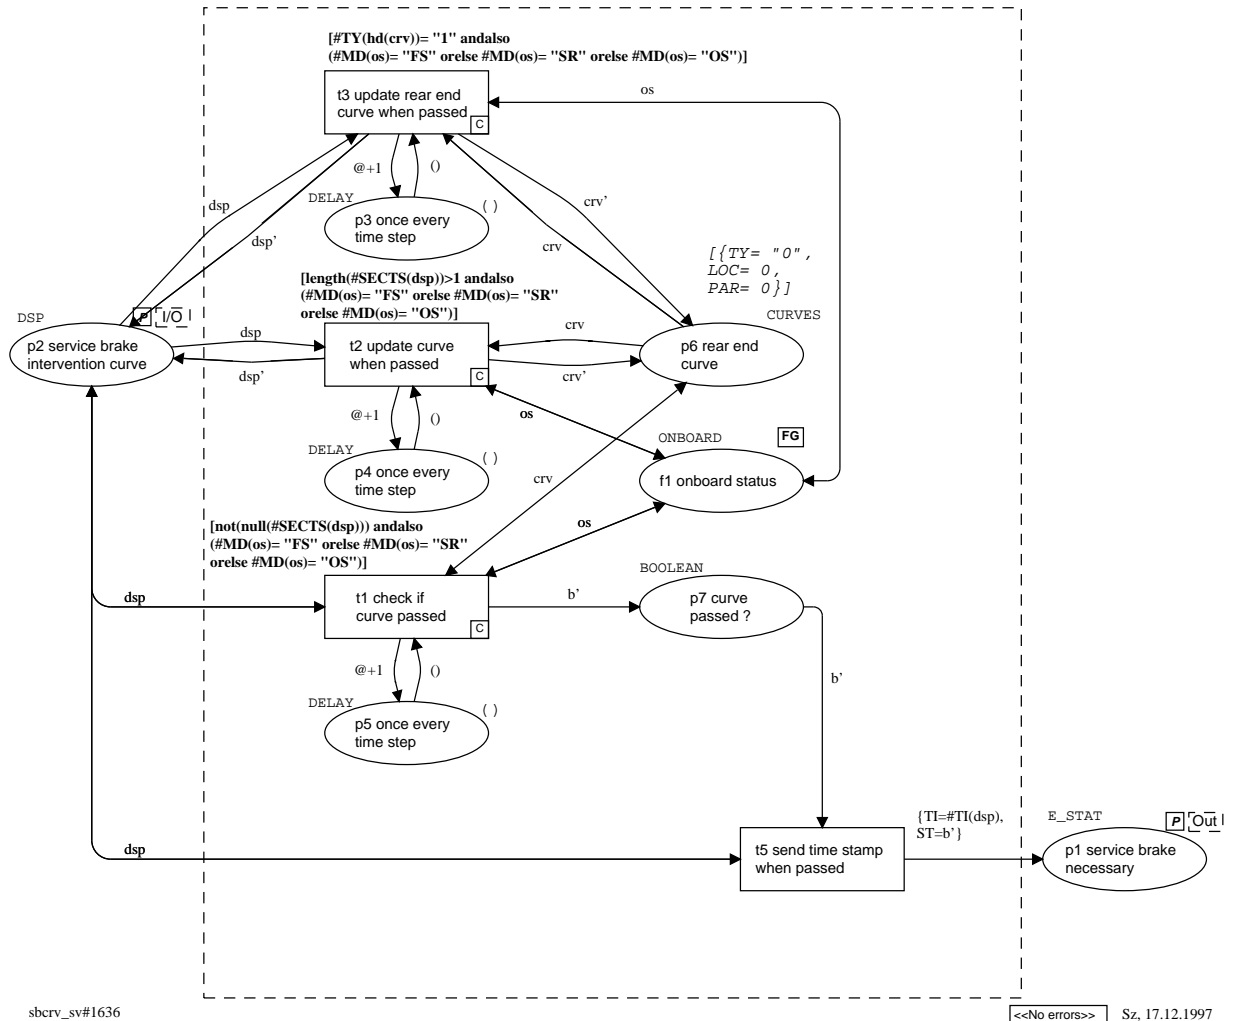 [#TY(hd(crv))= "1" andalso
(#MD(os)= "FS" orelse #MD(os)= "SR" orelse #MD(os)= "OS")]
t3 update rear end
curve when passed
C
os
@+1
()
DELAY
( )
p3 once every
time step
dsp
dsp’
crv’
crv
[{TY= "0",
LOC= 0,
PAR= 0}]
CURVES
[length(#SECTS(dsp))>1 andalso
(#MD(os)= "FS" orelse #MD(os)= "SR"
orelse #MD(os)= "OS")]
DSP
P
I/O
p2 service brake
intervention curve
dsp
dsp’
t2 update curve
when passed
C
crv
crv’
p6 rear end
curve
@+1
()
os
DELAY
( )
p4 once every
time step
ONBOARD
FG
f1 onboard status
crv
os
[not(null(#SECTS(dsp))) andalso
(#MD(os)= "FS" orelse #MD(os)= "SR"
orelse #MD(os)= "OS")]
dsp
t1 check if
curve passed
C
b’
BOOLEAN
p7 curve
passed ?
@+1
()
DELAY
( )
p5 once every
time step
b’
dsp
t5 send time stamp
when passed
{TI=#TI(dsp),
ST=b’}
E_STAT
P
Out
p1 service brake
necessary
sbcrv_sv#1636
<<No errors>>
Sz, 17.12.1997